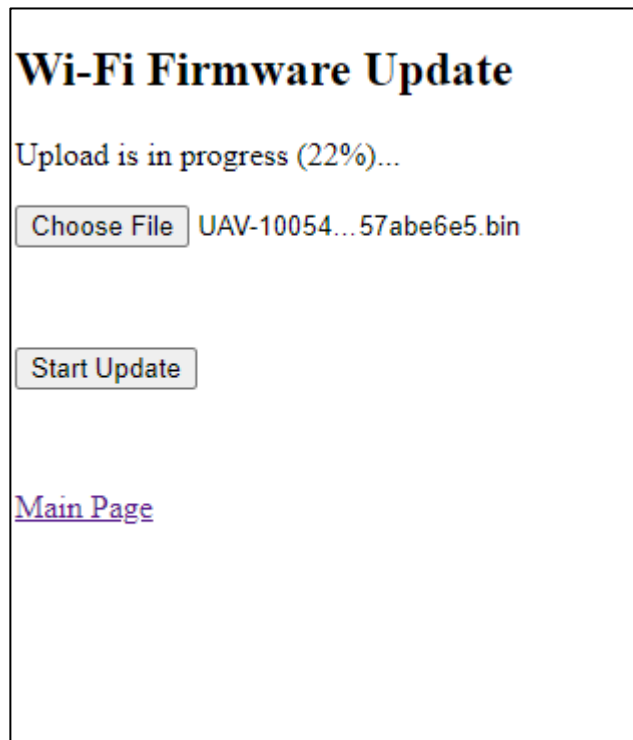 Wi-Fi Firmware Update
Upload is in progress (22%)...
Choose File UAV-10054...57abe6e5.bin
Start Update
Main Page